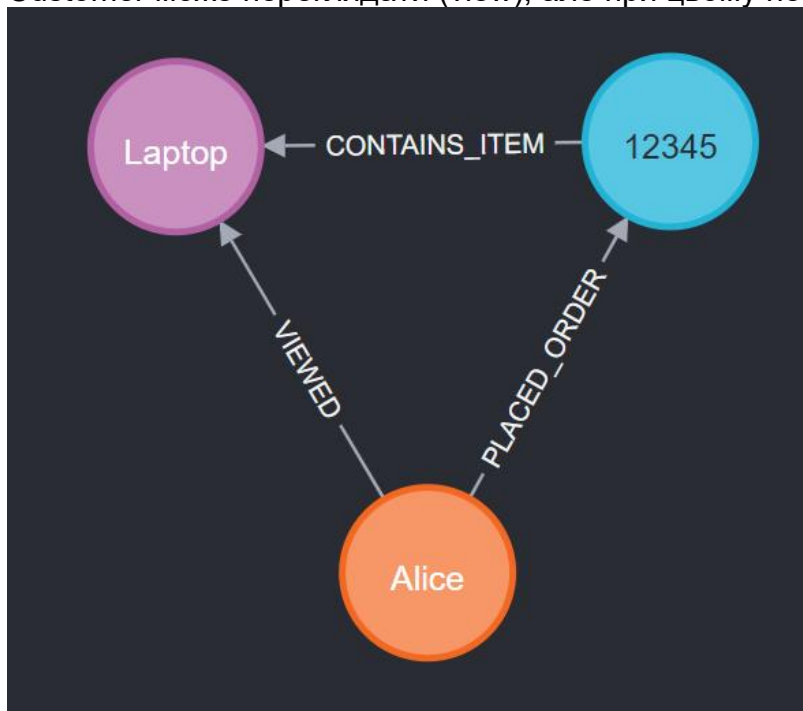 Laptop
CONTAINS_ITEM
12345
VIEWED
PLACED_ORDER
Alice